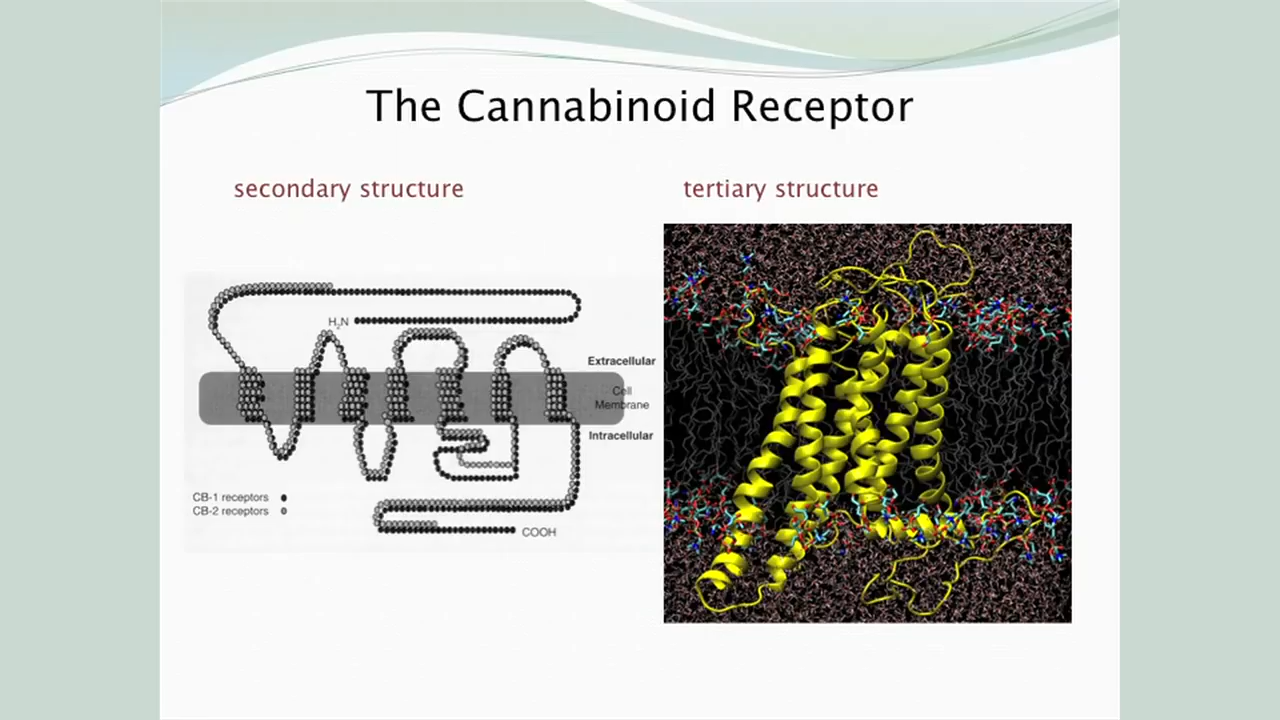 The Cannabinoid Receptor
secondary structure
tertiary structure
H2N
Extracellular
Cell
Membrane
Intracellular
CB-1 receptors
CB-2 receptors
COOH